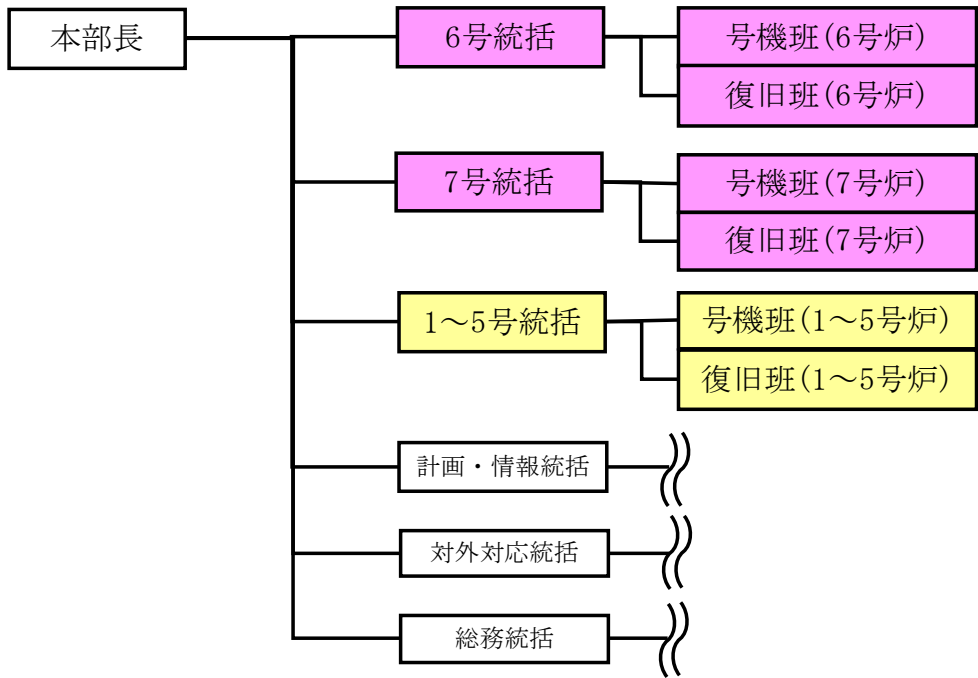 本部長
6号統括
号機班(6号炉)
復旧班(6号炉)
7号統括
号機班(7号炉)
復旧班(7号炉)
1～5号統括
号機班(1～5号炉)
復旧班(1～5号炉)
計画・情報統括
対外対応統括
総務統括